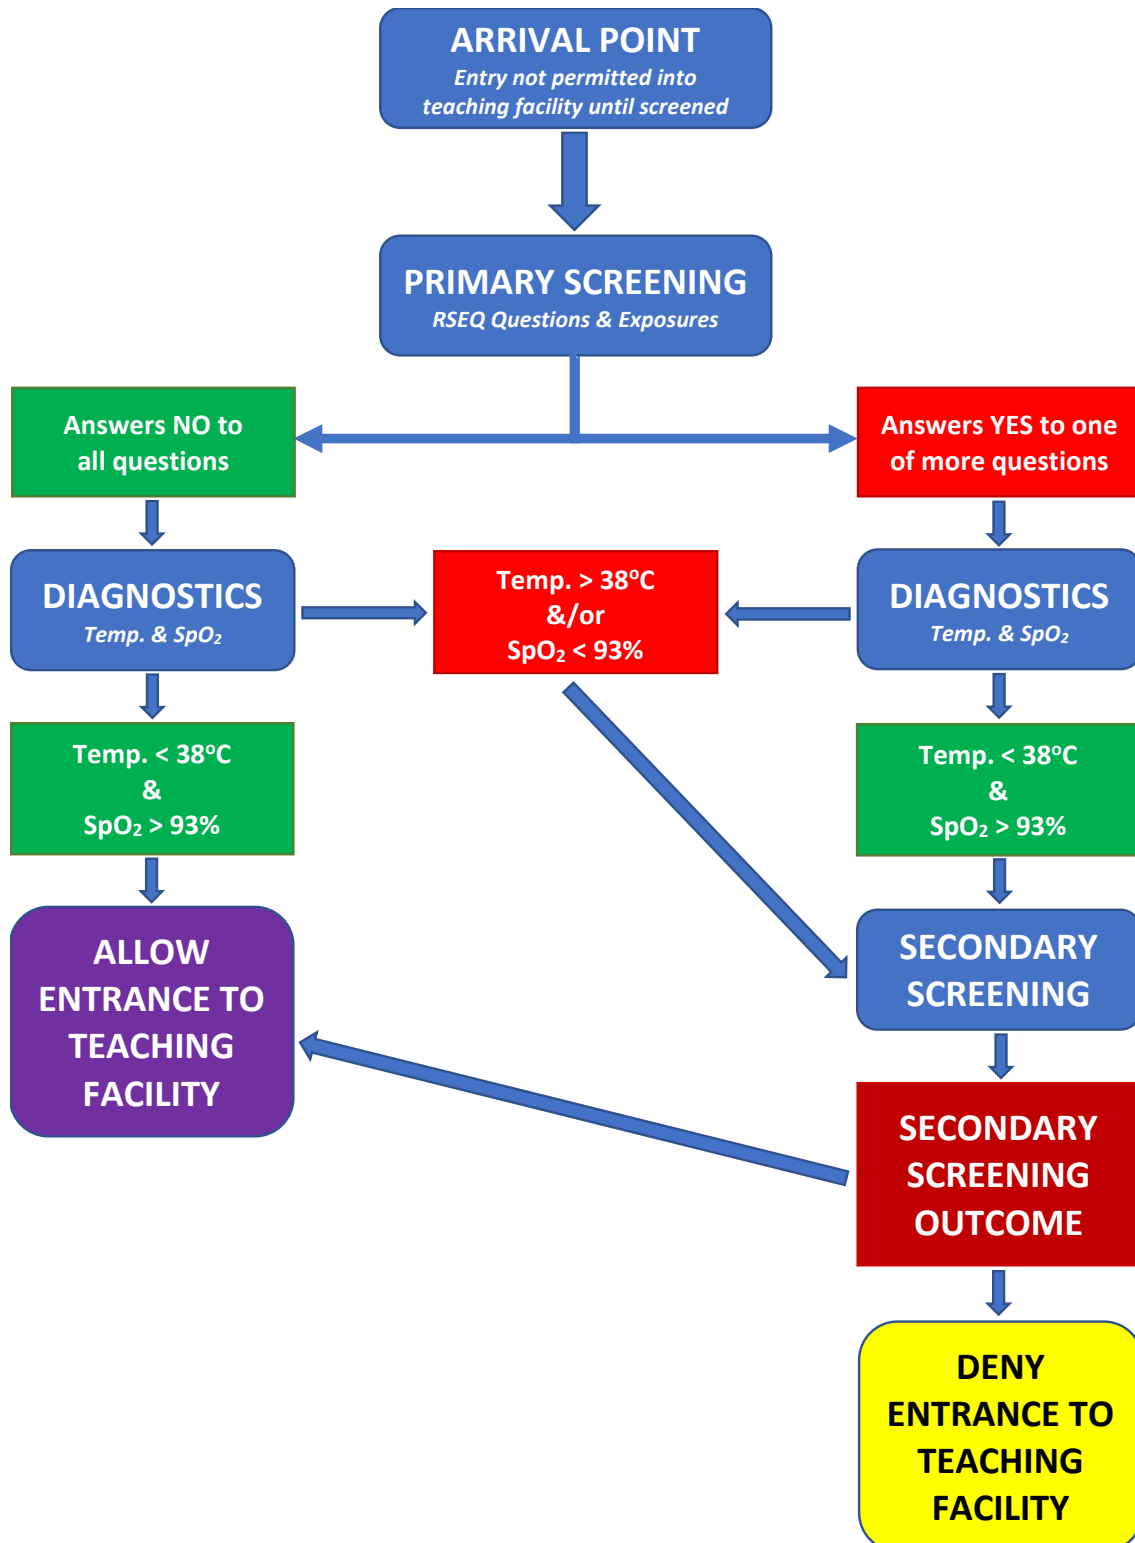 ARRIVAL POINT
Entry not permitted into
teaching facility until screened
PRIMARY SCREENING
RSEQ Questions & Exposures
Answers NO to
all questions
Answers YES to one
of more questions
DIAGNOSTICS
Temp. & SpO₂
Temp. > 38°C
&/or
SpO₂ < 93%
DIAGNOSTICS
Temp. & SpO₂
Temp. < 38°C
&
SpO₂ > 93%
Temp. < 38°C
&
SpO₂ > 93%
ALLOW
ENTRANCE TO
TEACHING
FACILITY
SECONDARY
SCREENING
SECONDARY
SCREENING
OUTCOME
DENY
ENTRANCE TO
TEACHING
FACILITY